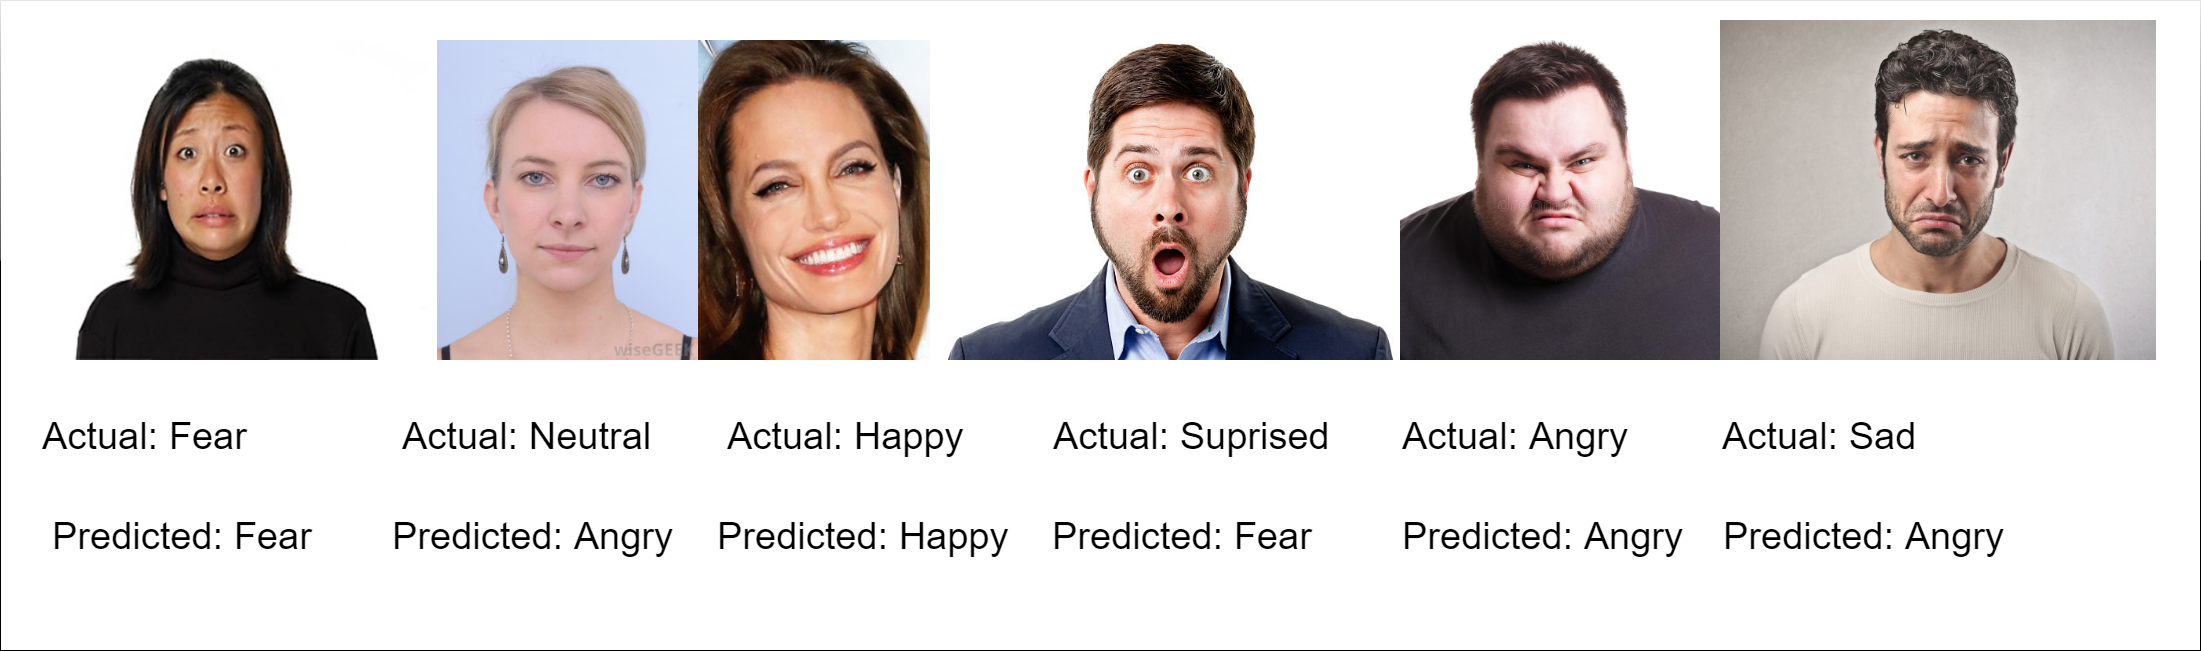 wiseGEEK
Actual: Fear
Actual: Neutral
Actual: Happy
Actual: Suprised
Actual: Angry
Actual: Sad
Predicted: Fear
Predicted: Angry
Predicted: Happy
Predicted: Fear
Predicted: Angry
Predicted: Angry